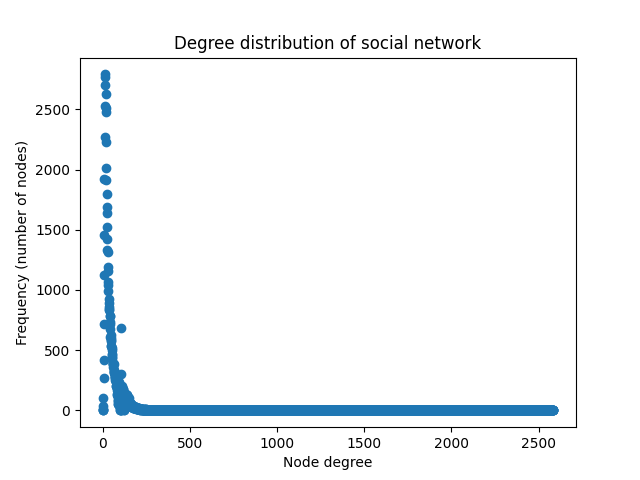 Degree distribution of social network
Frequency (number of nodes)
2500
2000
1500
1000
500
0
0 500 1000 1500 2000 2500
Node degree